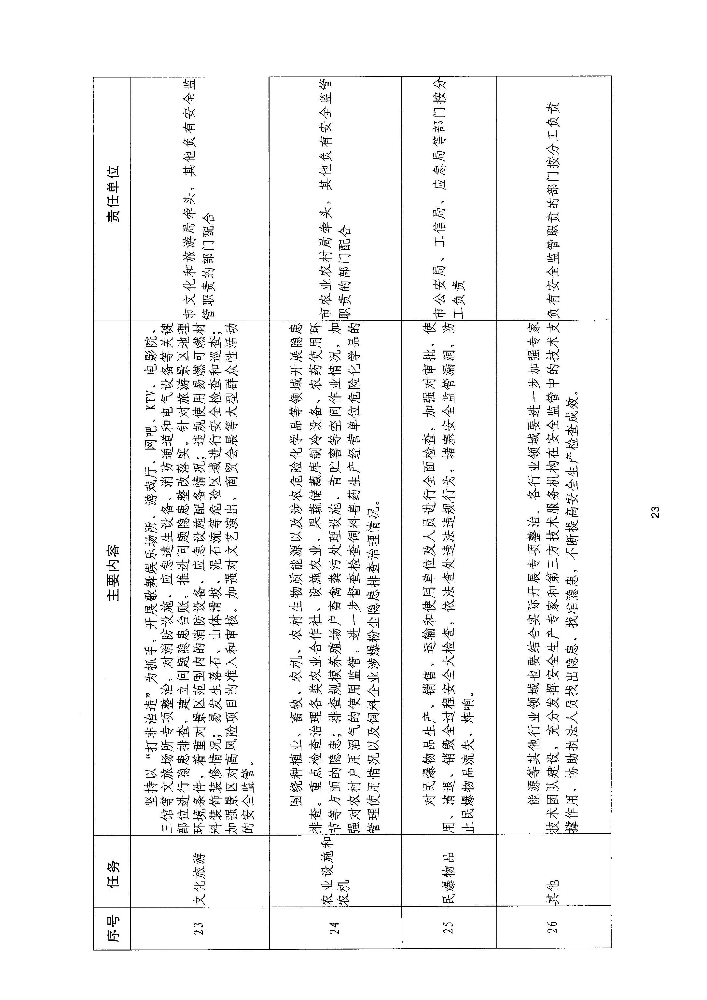 序号
任务
主要内容
责任单位
23
文化旅游
坚持以“打非治违”为抓手，开展歌舞娱乐场所、游戏厅、网吧、KTV、电影院、
三馆等文旅场所专项整治，对消防设施、应急逃生设备、消防通道和电气设备等关键
部位进行隐患排查，建立问题隐患台账，推进问题隐患整改落实。针对旅游景区地理
环境条件，着重对景区范围内的消防设备、应急设施配备情况；违规使用易燃可燃材
料装饰装修情况；易发生落石、山体滑坡、泥石流等危险区域进行安全检查和巡查；
加强景区对高风险项目的准入和审核。加强对文艺演出、商贸会展等大型群众性活动
的安全监管。
市文化和旅游局牵头，其他负有安全监
管职责的部门配合
24
农业设施和
农机
围绕种植业、畜牧、农机、农村生物质能源以及涉农危险化学品等领域开展隐患
排查。重点检查治理各类农业合作社、设施农业、果蔬储藏库制冷设备、农药使用环
节等方面的隐患；排查规模养殖场户畜禽粪污处理设施、青贮窖等空间作业情况，加
强对农村户用沼气的使用监管，进一步督查检查饲料兽药生产经营单位危险化学品的
管理使用情况以及饲料企业涉爆粉尘隐患排查治理情况。
市农业农村局牵头，其他负有安全监管
职责的部门配合
25
民爆物品
对民爆物品生产、销售、运输和使用单位及人员进行全面检查，加强对审批、使
用、清退、销毁全过程安全大检查，依法查处违法违规行为，堵塞安全监管漏洞，防
止民爆物品流失、炸响。
市公安局、工信局、应急局等部门按分
工负责
26
其他
能源等其他行业领域也要结合实际开展专项整治。各行业领域要进一步加强专家
技术团队建设，充分发挥安全生产专家和第三方技术服务机构在安全监管中的技术支
撑作用，协助执法人员找出隐患、找准隐患，不断提高安全生产检查成效。
负有安全监管职责的部门按分工负责
23